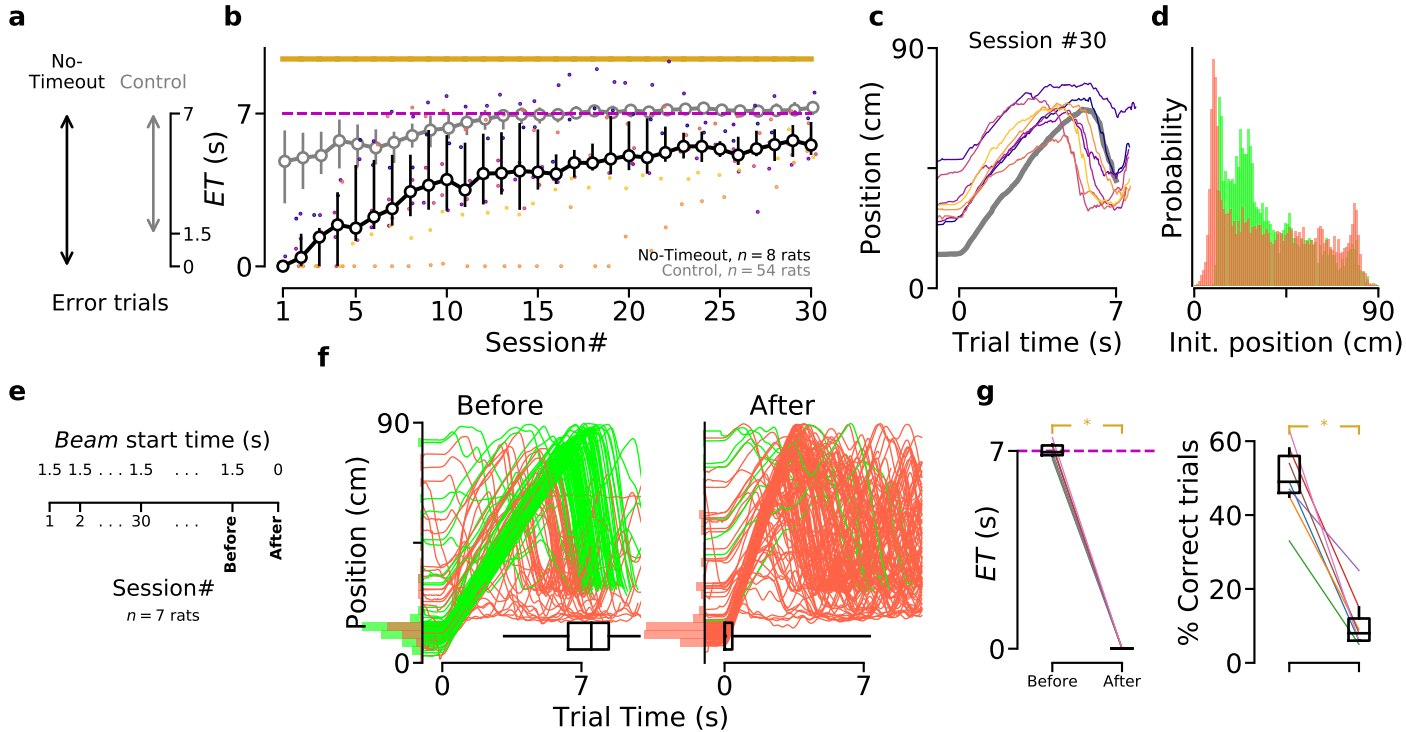 a
No-
Timeout
Control
7
1.5
0
Error trials
b
ET (s)
7
0
No-Timeout, n = 8 rats
Control, n = 54 rats
1 5 10 15 20 25 30
Session#
c
Session #30
Position (cm)
90
0
0 7
Trial time (s)
d
Probability
0 90
Init. position (cm)
e
Beam start time (s)
1.5 1.5 . . . 1.5 . . . 1.5 0
1 2 . . . 30 . . . Before After
Session#
n = 7 rats
f
Before After
Position (cm)
90
0
0 7 0 7
Trial Time (s)
g
ET (s)
7
0
Before After
*
% Correct trials
60
40
20
0
*